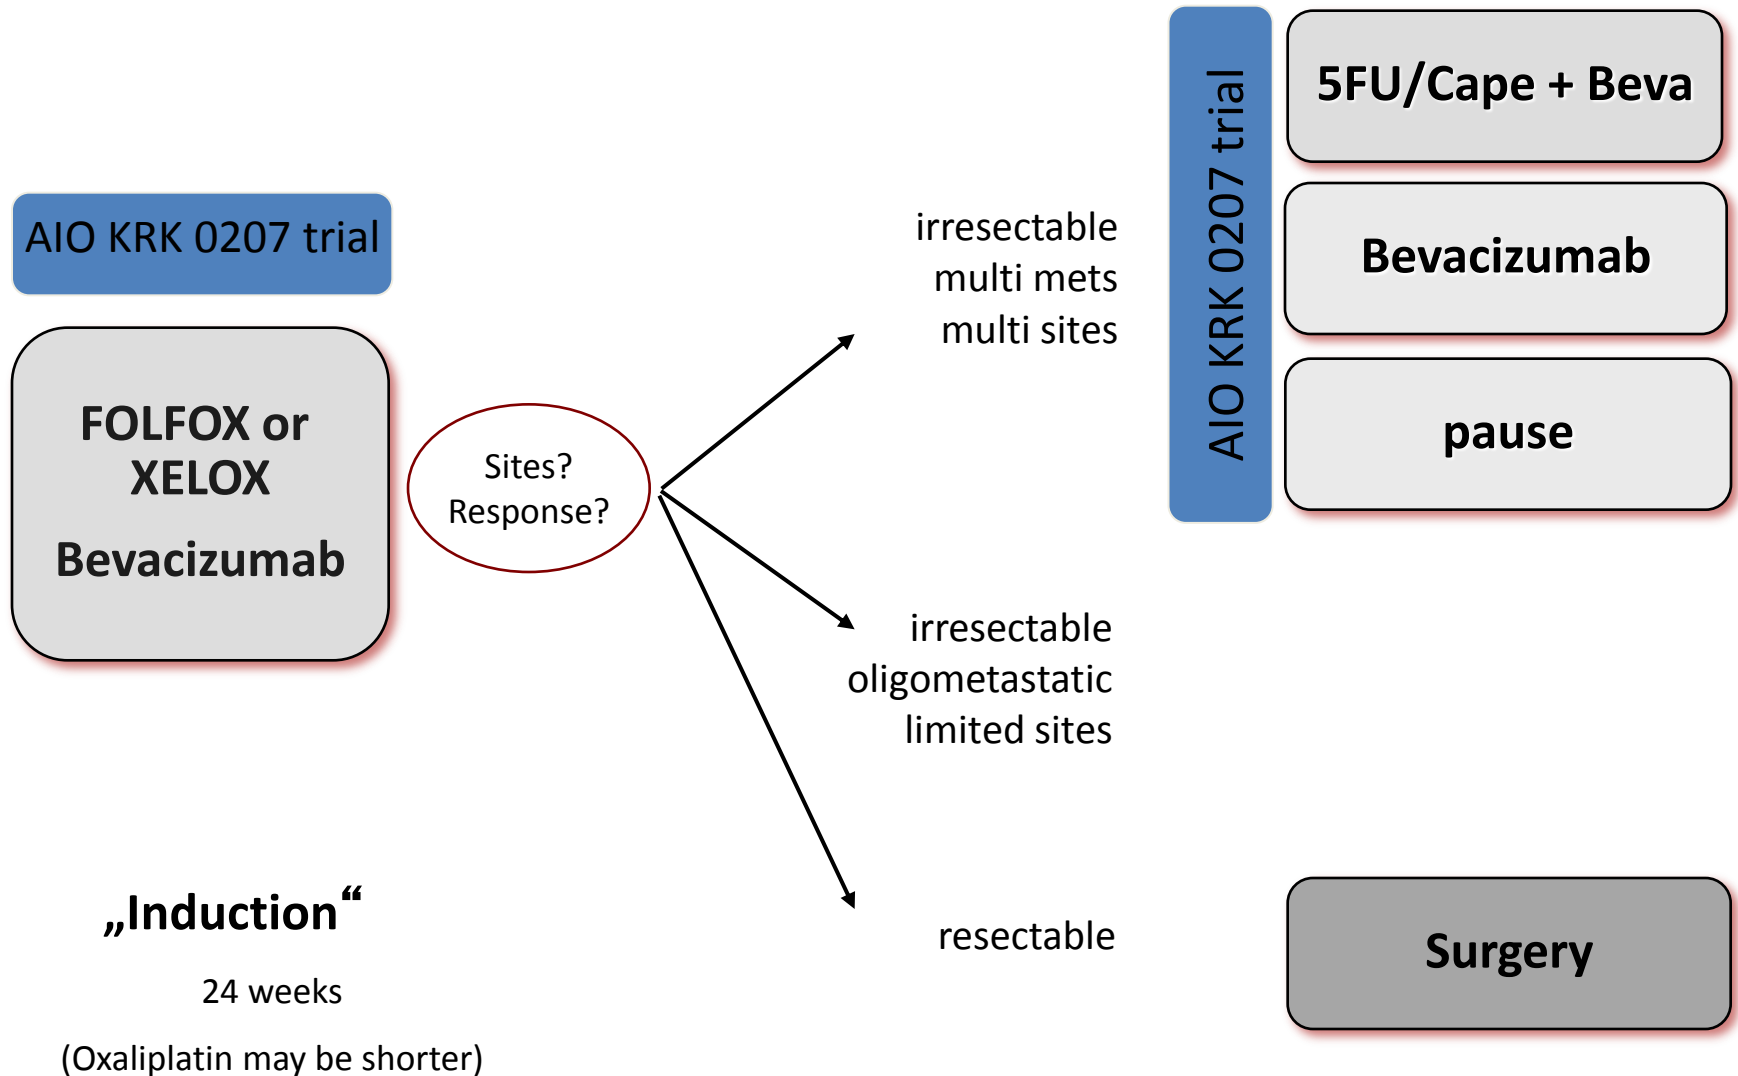 AIO KRK 0207 trial
FOLFOX or
XELOX
Bevacizumab
„Induction“
24 weeks
(Oxaliplatin may be shorter)
Sites?
Response?
irresectable
multi mets
multi sites
irresectable
oligometastatic
limited sites
resectable
AIO KRK 0207 trial
5FU/Cape + Beva
Bevacizumab
pause
Surgery